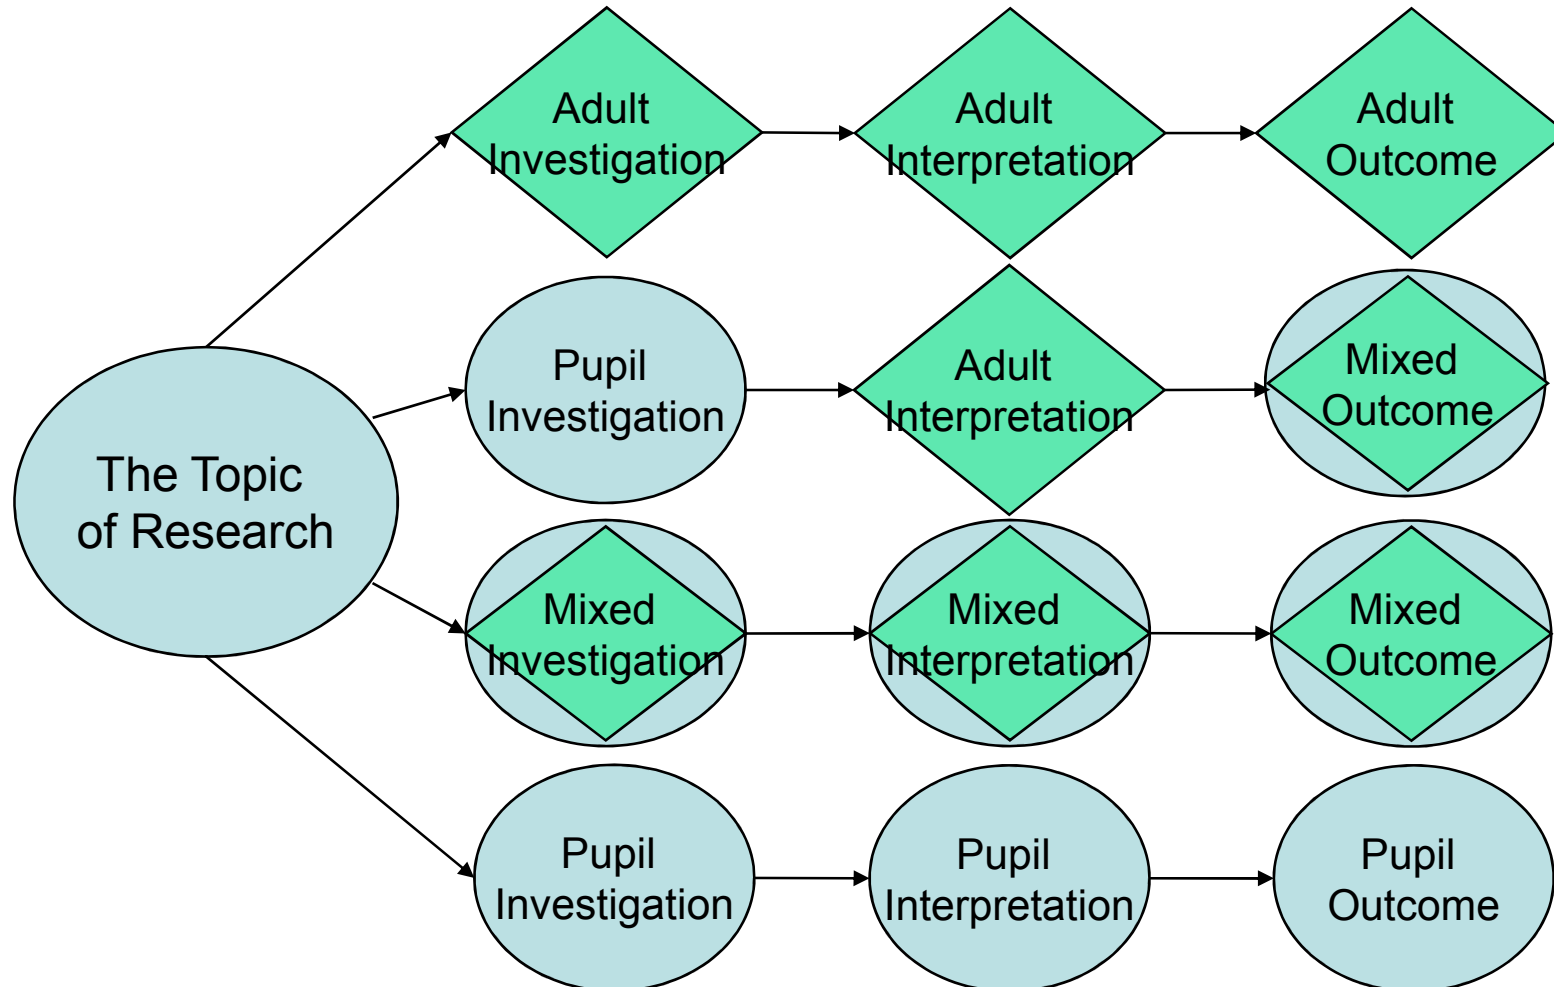 Adult
Investigation
Adult
Interpretation
Adult
Outcome
Pupil
Investigation
Adult
Interpretation
Mixed
Outcome
The Topic
of Research
Mixed
Investigation
Mixed
Interpretation
Mixed
Outcome
Pupil
Investigation
Pupil
Interpretation
Pupil
Outcome